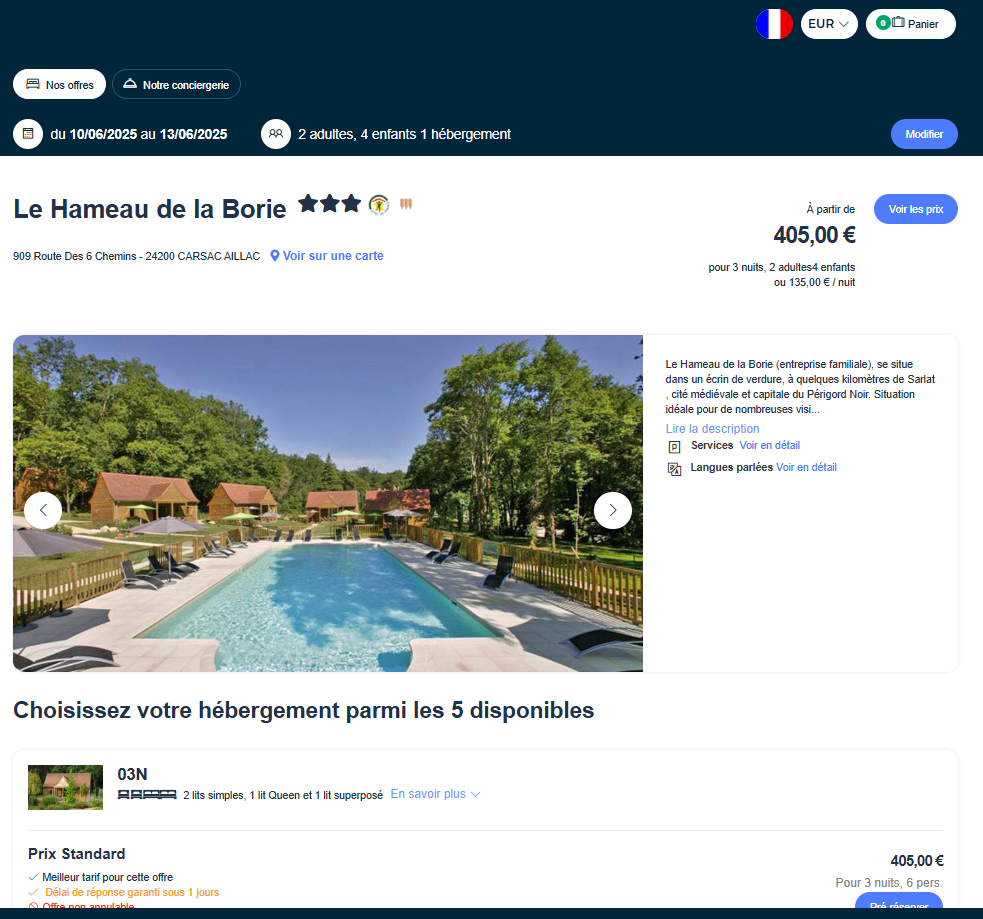 EUR
0 Panier
Nos offres
Notre conciergerie
du 10/06/2025 au 13/06/2025
2 adultes, 4 enfants 1 hébergement
Modifier
Le Hameau de la Borie
À partir de
Voir les prix
405,00 €
909 Route Des 6 Chemins - 24200 CARSAC AILLAC
Voir sur une carte
pour 3 nuits, 2 adultes4 enfants
ou 135,00 € / nuit
Le Hameau de la Borie (entreprise familiale), se situe
dans un écrin de verdure, à quelques kilomètres de Sarlat
, cité médiévale et capitale du Périgord Noir. Situation
idéale pour de nombreuses visi...
Lire la description
P Services Voir en détail
Langues parlées Voir en détail
Choisissez votre hébergement parmi les 5 disponibles
03N
2 lits simples, 1 lit Queen et 1 lit superposé En savoir plus
Prix Standard
405,00 €
Meilleur tarif pour cette offre
Pour 3 nuits, 6 pers.
Délai de réponse garanti sous 1 jours
Offre non annulable
Pré-réserver